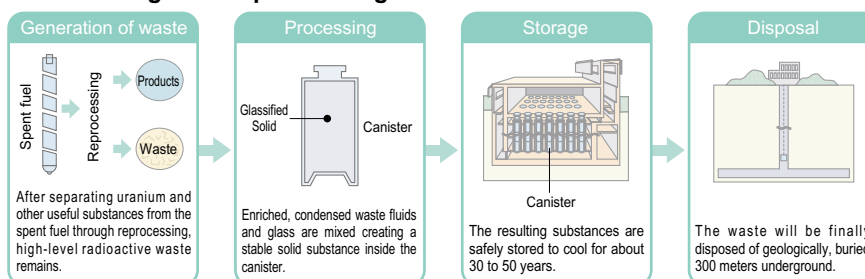 Generation of waste
Spent fuel
Reprocessing
Products
Waste
After separating uranium and
other useful substances from the
spent fuel through reprocessing,
high-level radioactive waste
remains.
Processing
Glassified
Solid
Canister
Enriched, condensed waste fluids
and glass are mixed creating a
stable solid substance inside the
canister.
Storage
Canister
The resulting substances are
safely stored to cool for about
30 to 50 years.
Disposal
The waste will be finally
disposed of geologically, buried
300 meters underground.